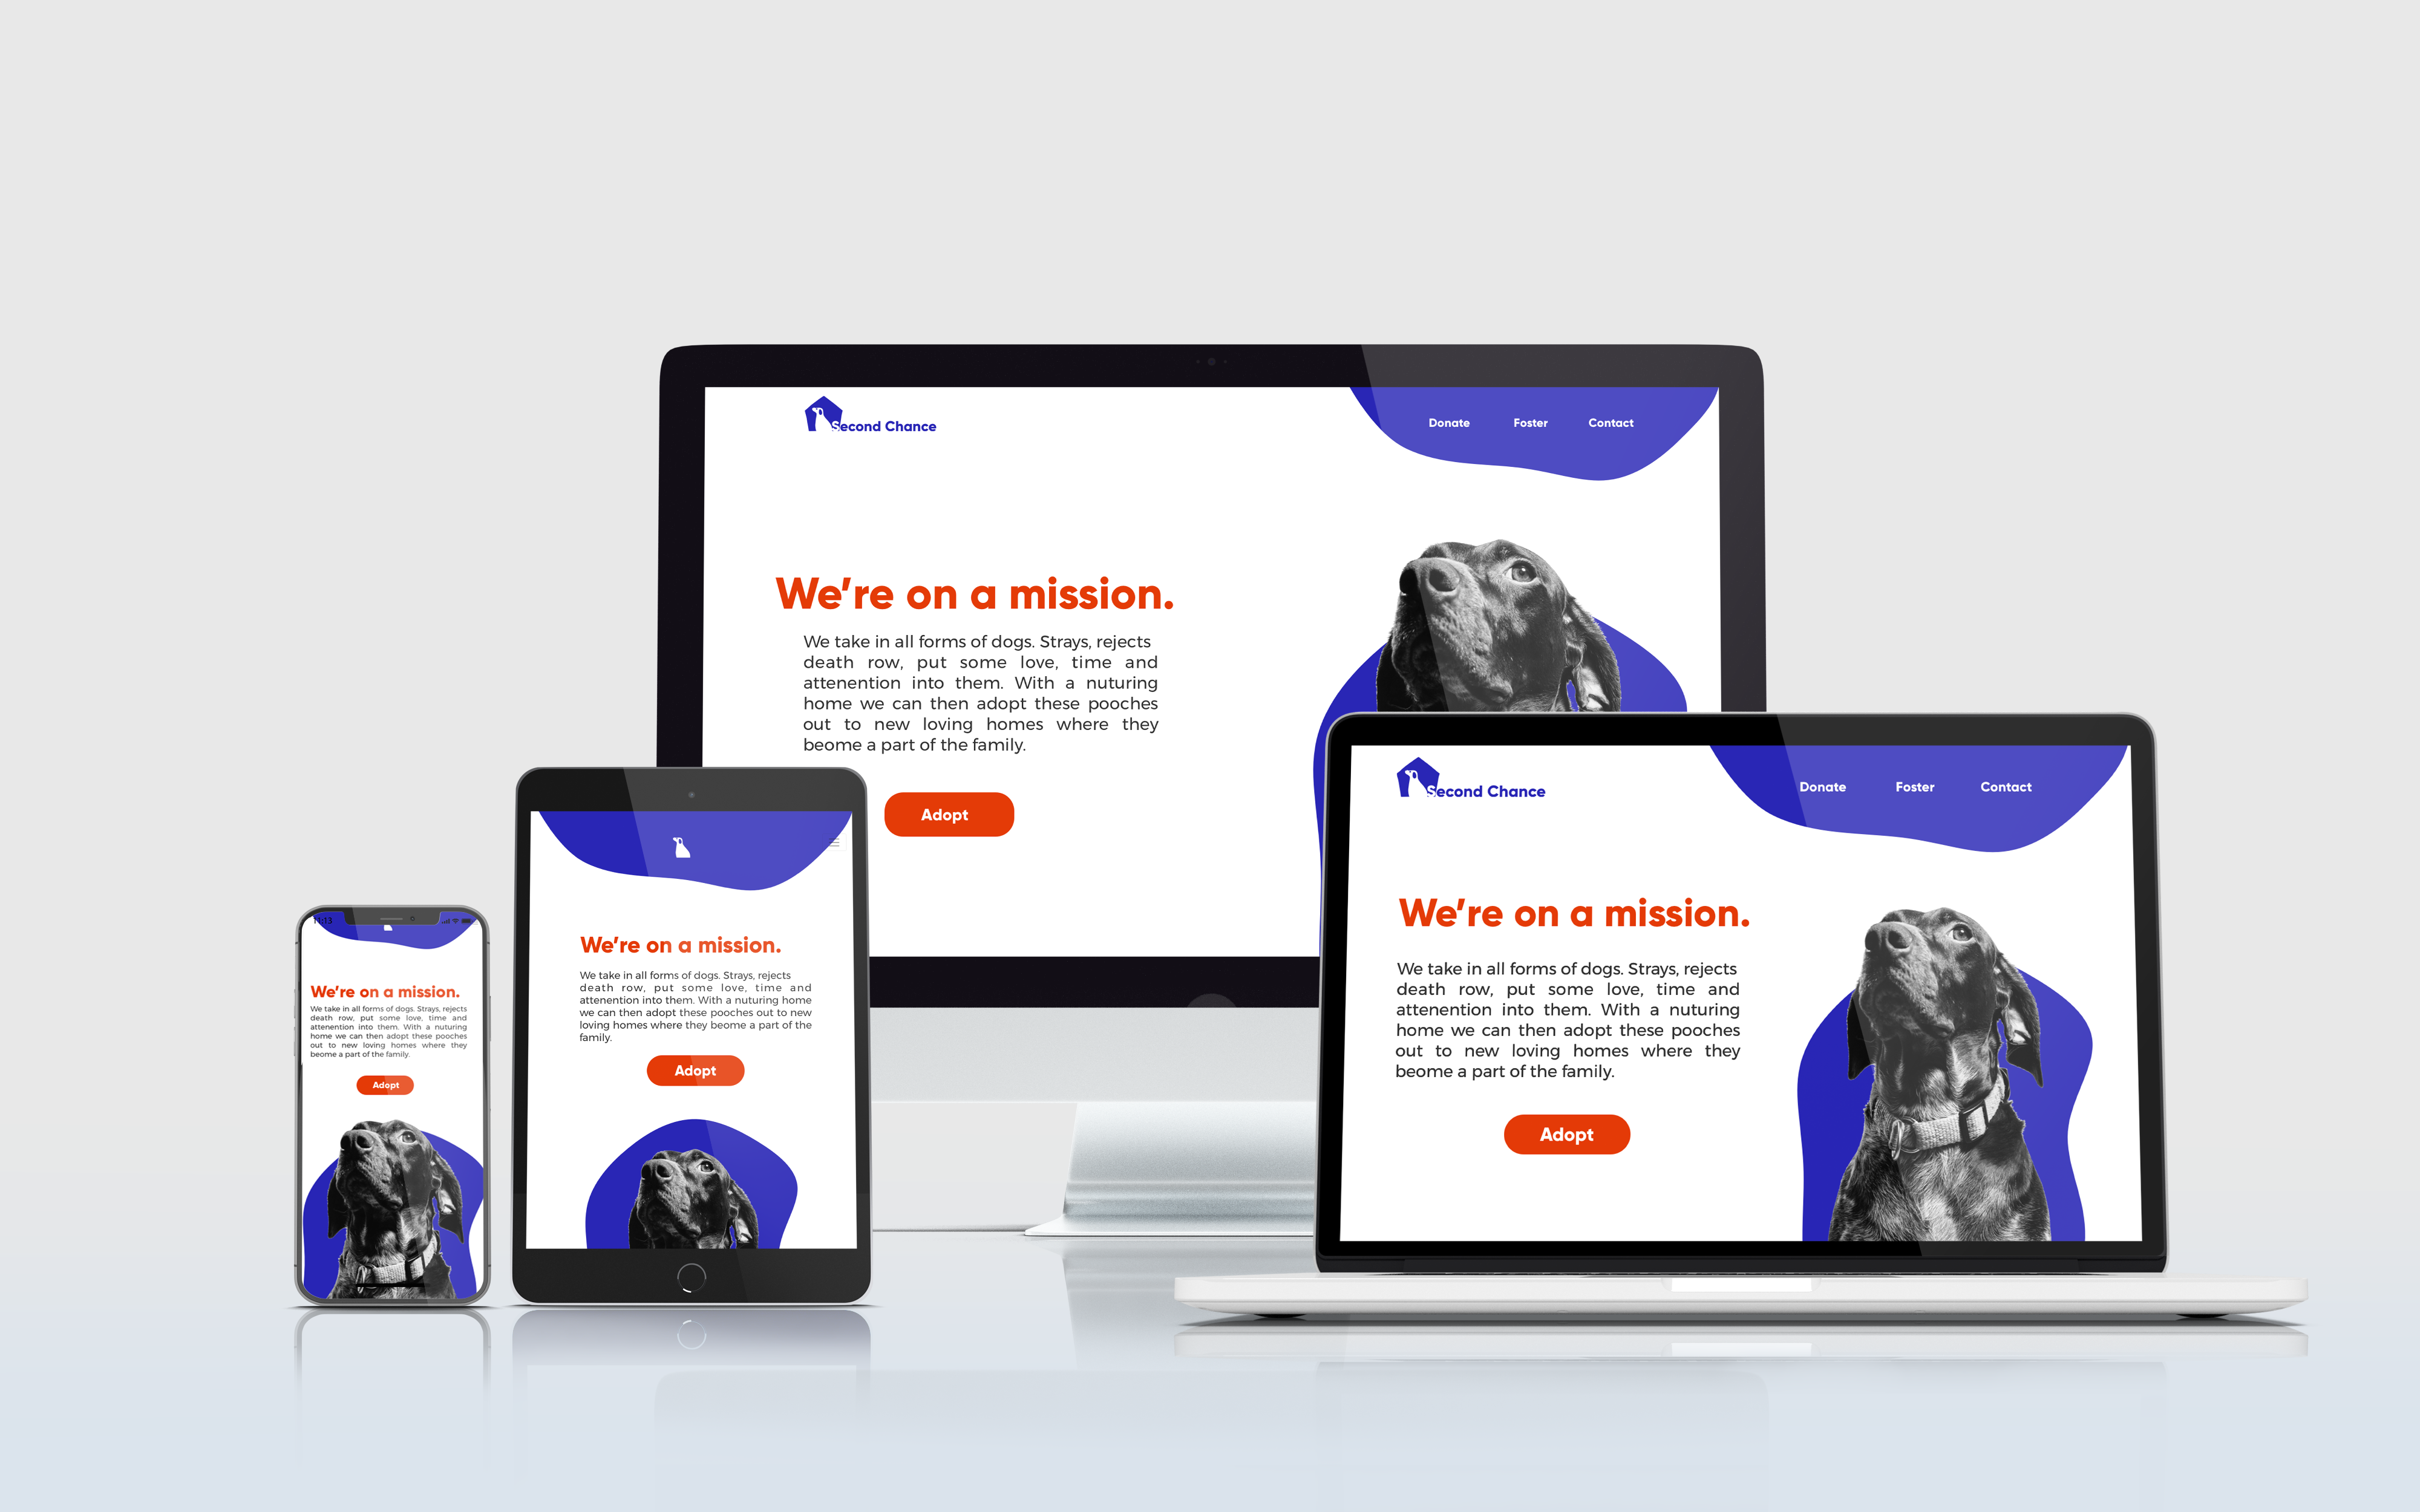 Second Chance
Donate Foster Contact
We're on a mission.
We take in all forms of dogs. Strays, rejects
death row, put some love, time and
attenention into them. With a nuturing
home we can then adopt these pooches
out to new loving homes where they
beome a part of the family.
Adopt
Second Chance
Donate Foster Contact
We're on a mission.
We take in all forms of dogs. Strays, rejects
death row, put some love, time and
attenention into them. With a nuturing
home we can then adopt these pooches
out to new loving homes where they
beome a part of the family.
Adopt
We're on a mission.
We take in all forms of dogs. Strays, rejects
death row, put some love, time and
attenention into them. With a nuturing home
we can then adopt these pooches out to new
loving homes where they become a part of the
family.
Adopt
11:13
We're on a mission.
We take in all forms of dogs. Strays, rejects
death row, put some love, time and
attenention into them. With a nuturing
home we can then adopt these pooches
out to new loving homes where they
beome a part of the family.
Adopt